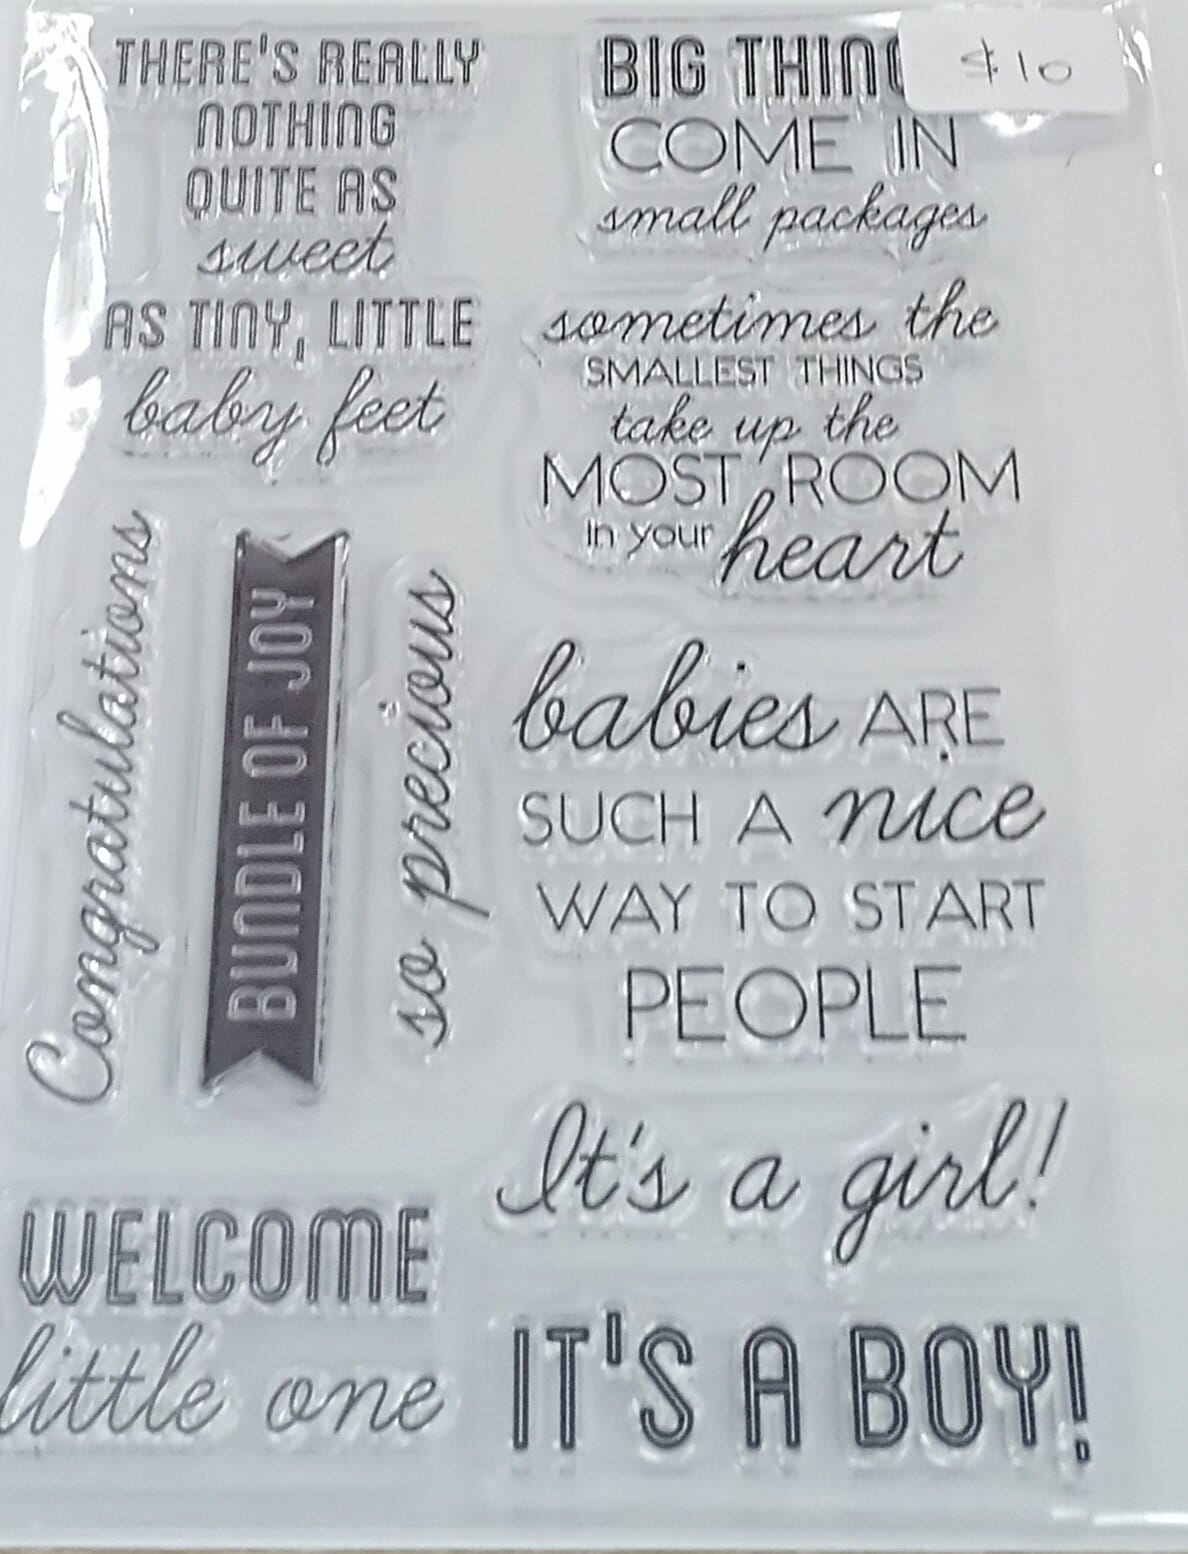 THERE'S REALLY
NOTHING
QUITE AS
sweet
AS TINY, LITTLE
baby feet
BIG THING
$10
COME IN
small packages
sometimes the
SMALLEST THINGS
take up the
MOST ROOM
in your heart
Congratulations
BUNDLE OF JOY
so precious
babies ARE
SUCH A nice
WAY TO START
PEOPLE
It's a girl!
WELCOME
little one
IT'S A BOY!